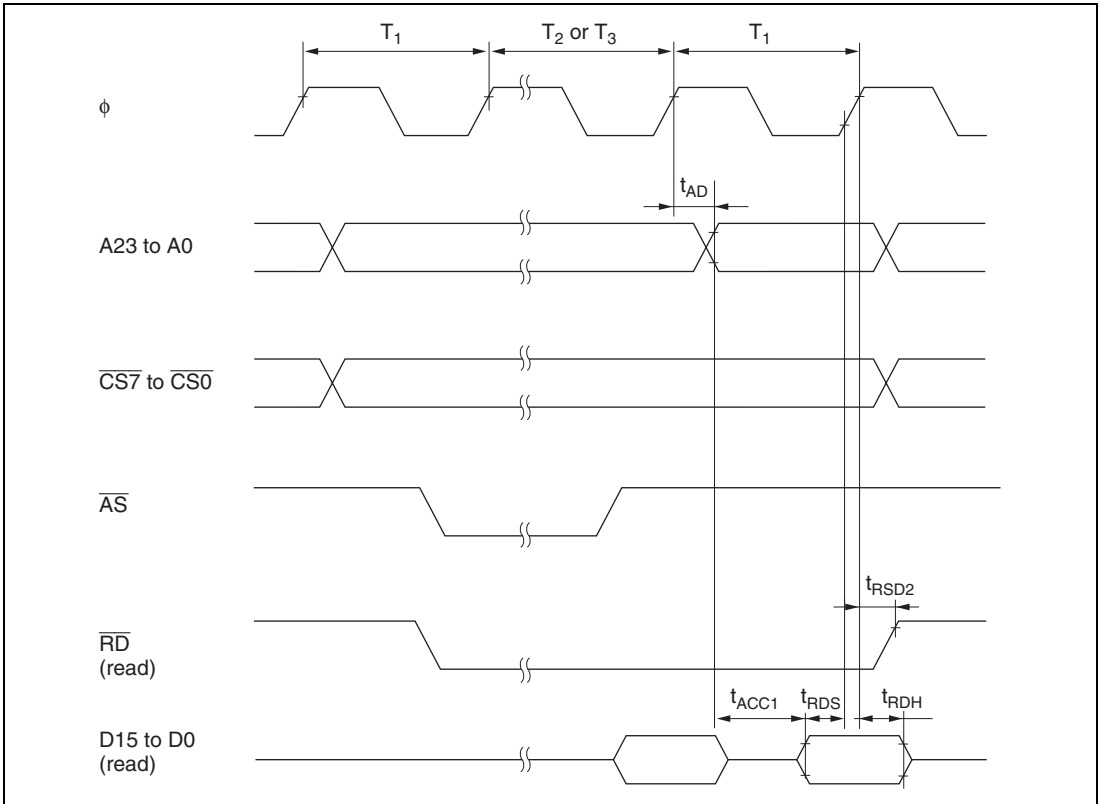 T1 T2 or T3 T1
φ
tAD
A23 to A0
CS7 to CS0
AS
tRSD2
RD
(read)
tACC1 tRDS tRDH
D15 to D0
(read)